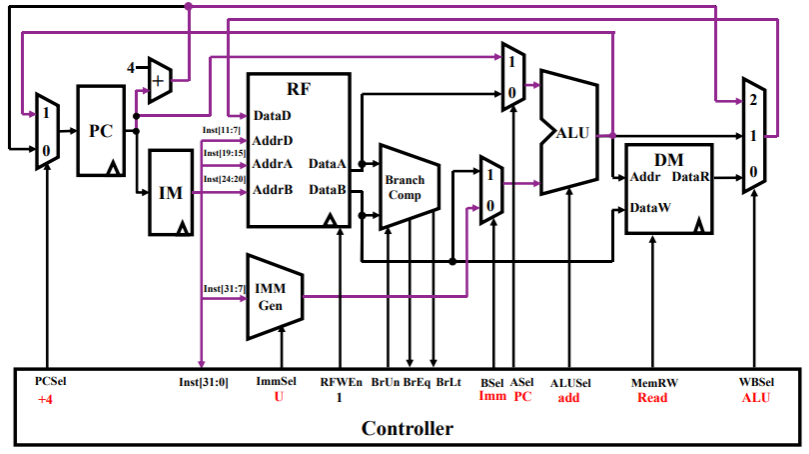 4
+
1
0
PC
IM
Inst[11:7]
Inst[19:15]
Inst[24:20]
Inst[31:7]
RF
DataD
AddrD
AddrA
AddrB
DataA
DataB
IMM
Gen
Branch
Comp
1
0
1
0
ALU
DM
Addr
DataR
DataW
2
1
0
PCSel
Inst[31:0]
ImmSel
RFWEn
BrUn
BrEq
BrLt
BSel
ASel
ALUSel
MemRW
WBSel
+4
U
1
Imm
PC
add
Read
ALU
Controller